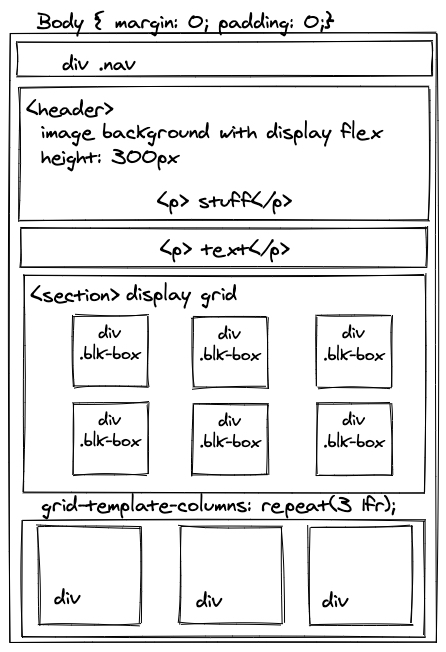 Body { margin: 0; padding: 0;}
div .nav
<header>
image background with display flex
height: 300px
<p> stuff</p>
<p> text</p>
<section> display grid
div
.blk-box
div
.blk-box
div
.blk-box
div
.blk-box
div
.blk-box
div
.blk-box
grid-template-columns: repeat(3 1fr);
div
div
div